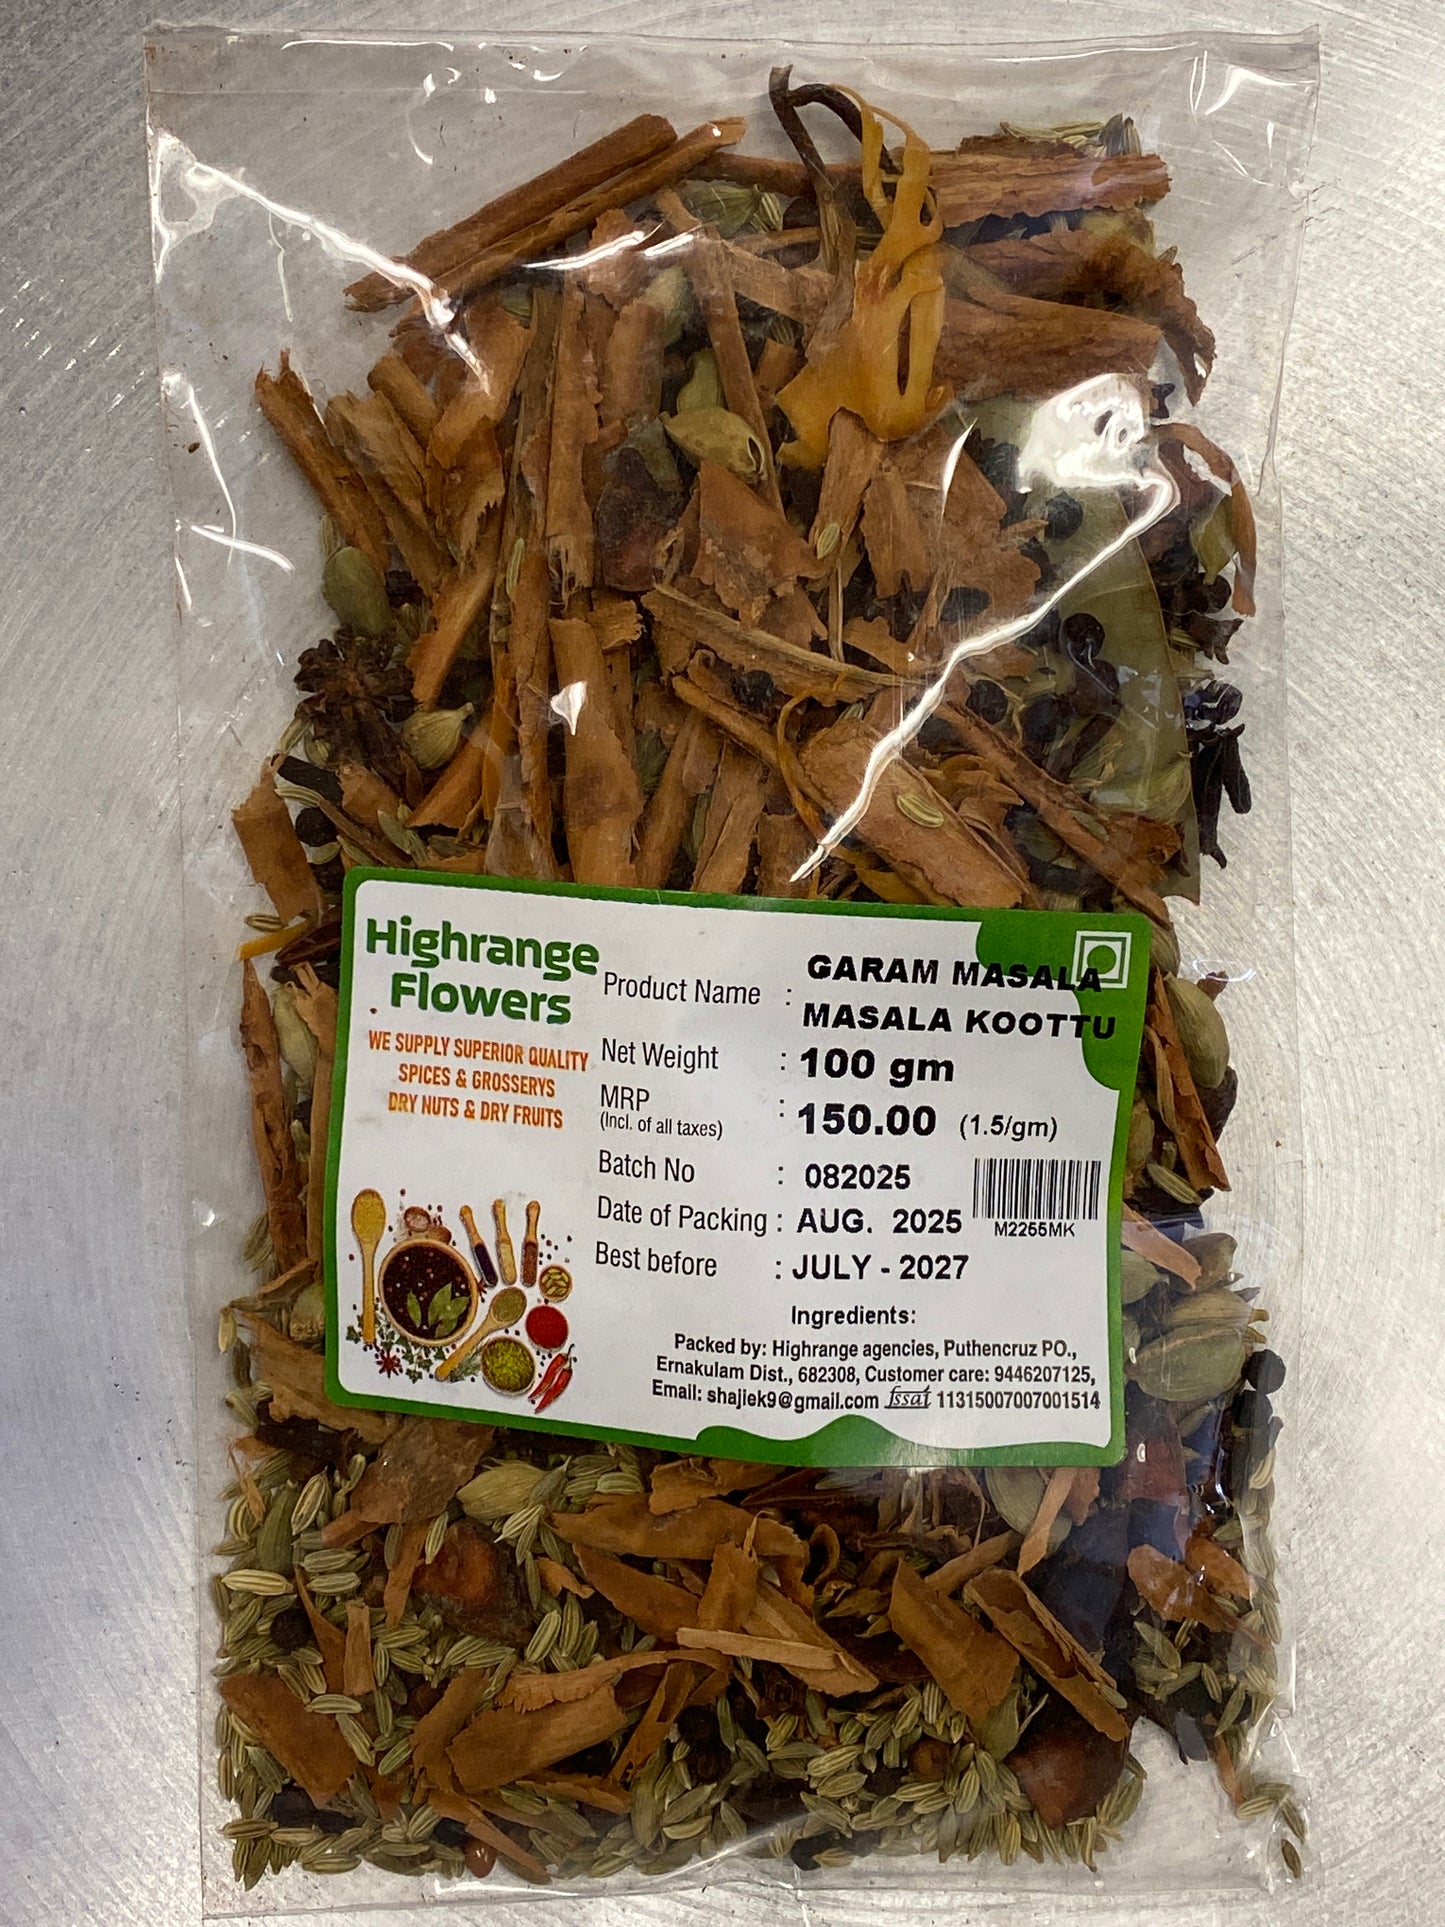 Highrange
Flowers
WE SUPPLY SUPERIOR QUALITY
SPICES & GROSSERYS
DRY NUTS & DRY FRUITS
Product Name : GARAM MASALA
MASALA KOOTTU
Net Weight : 100 gm
MRP : 150.00 (1.5/gm)
(Incl. of all taxes)
Batch No : 082025
Date of Packing : AUG. 2025
M2255MK
Best before : JULY - 2027
Ingredients:
Packed by: Highrange agencies, Puthencruz PO.,
Ernakulam Dist., 682308, Customer care: 9446207125,
Email: shajiek9@gmail.com fssai 11315007007001514